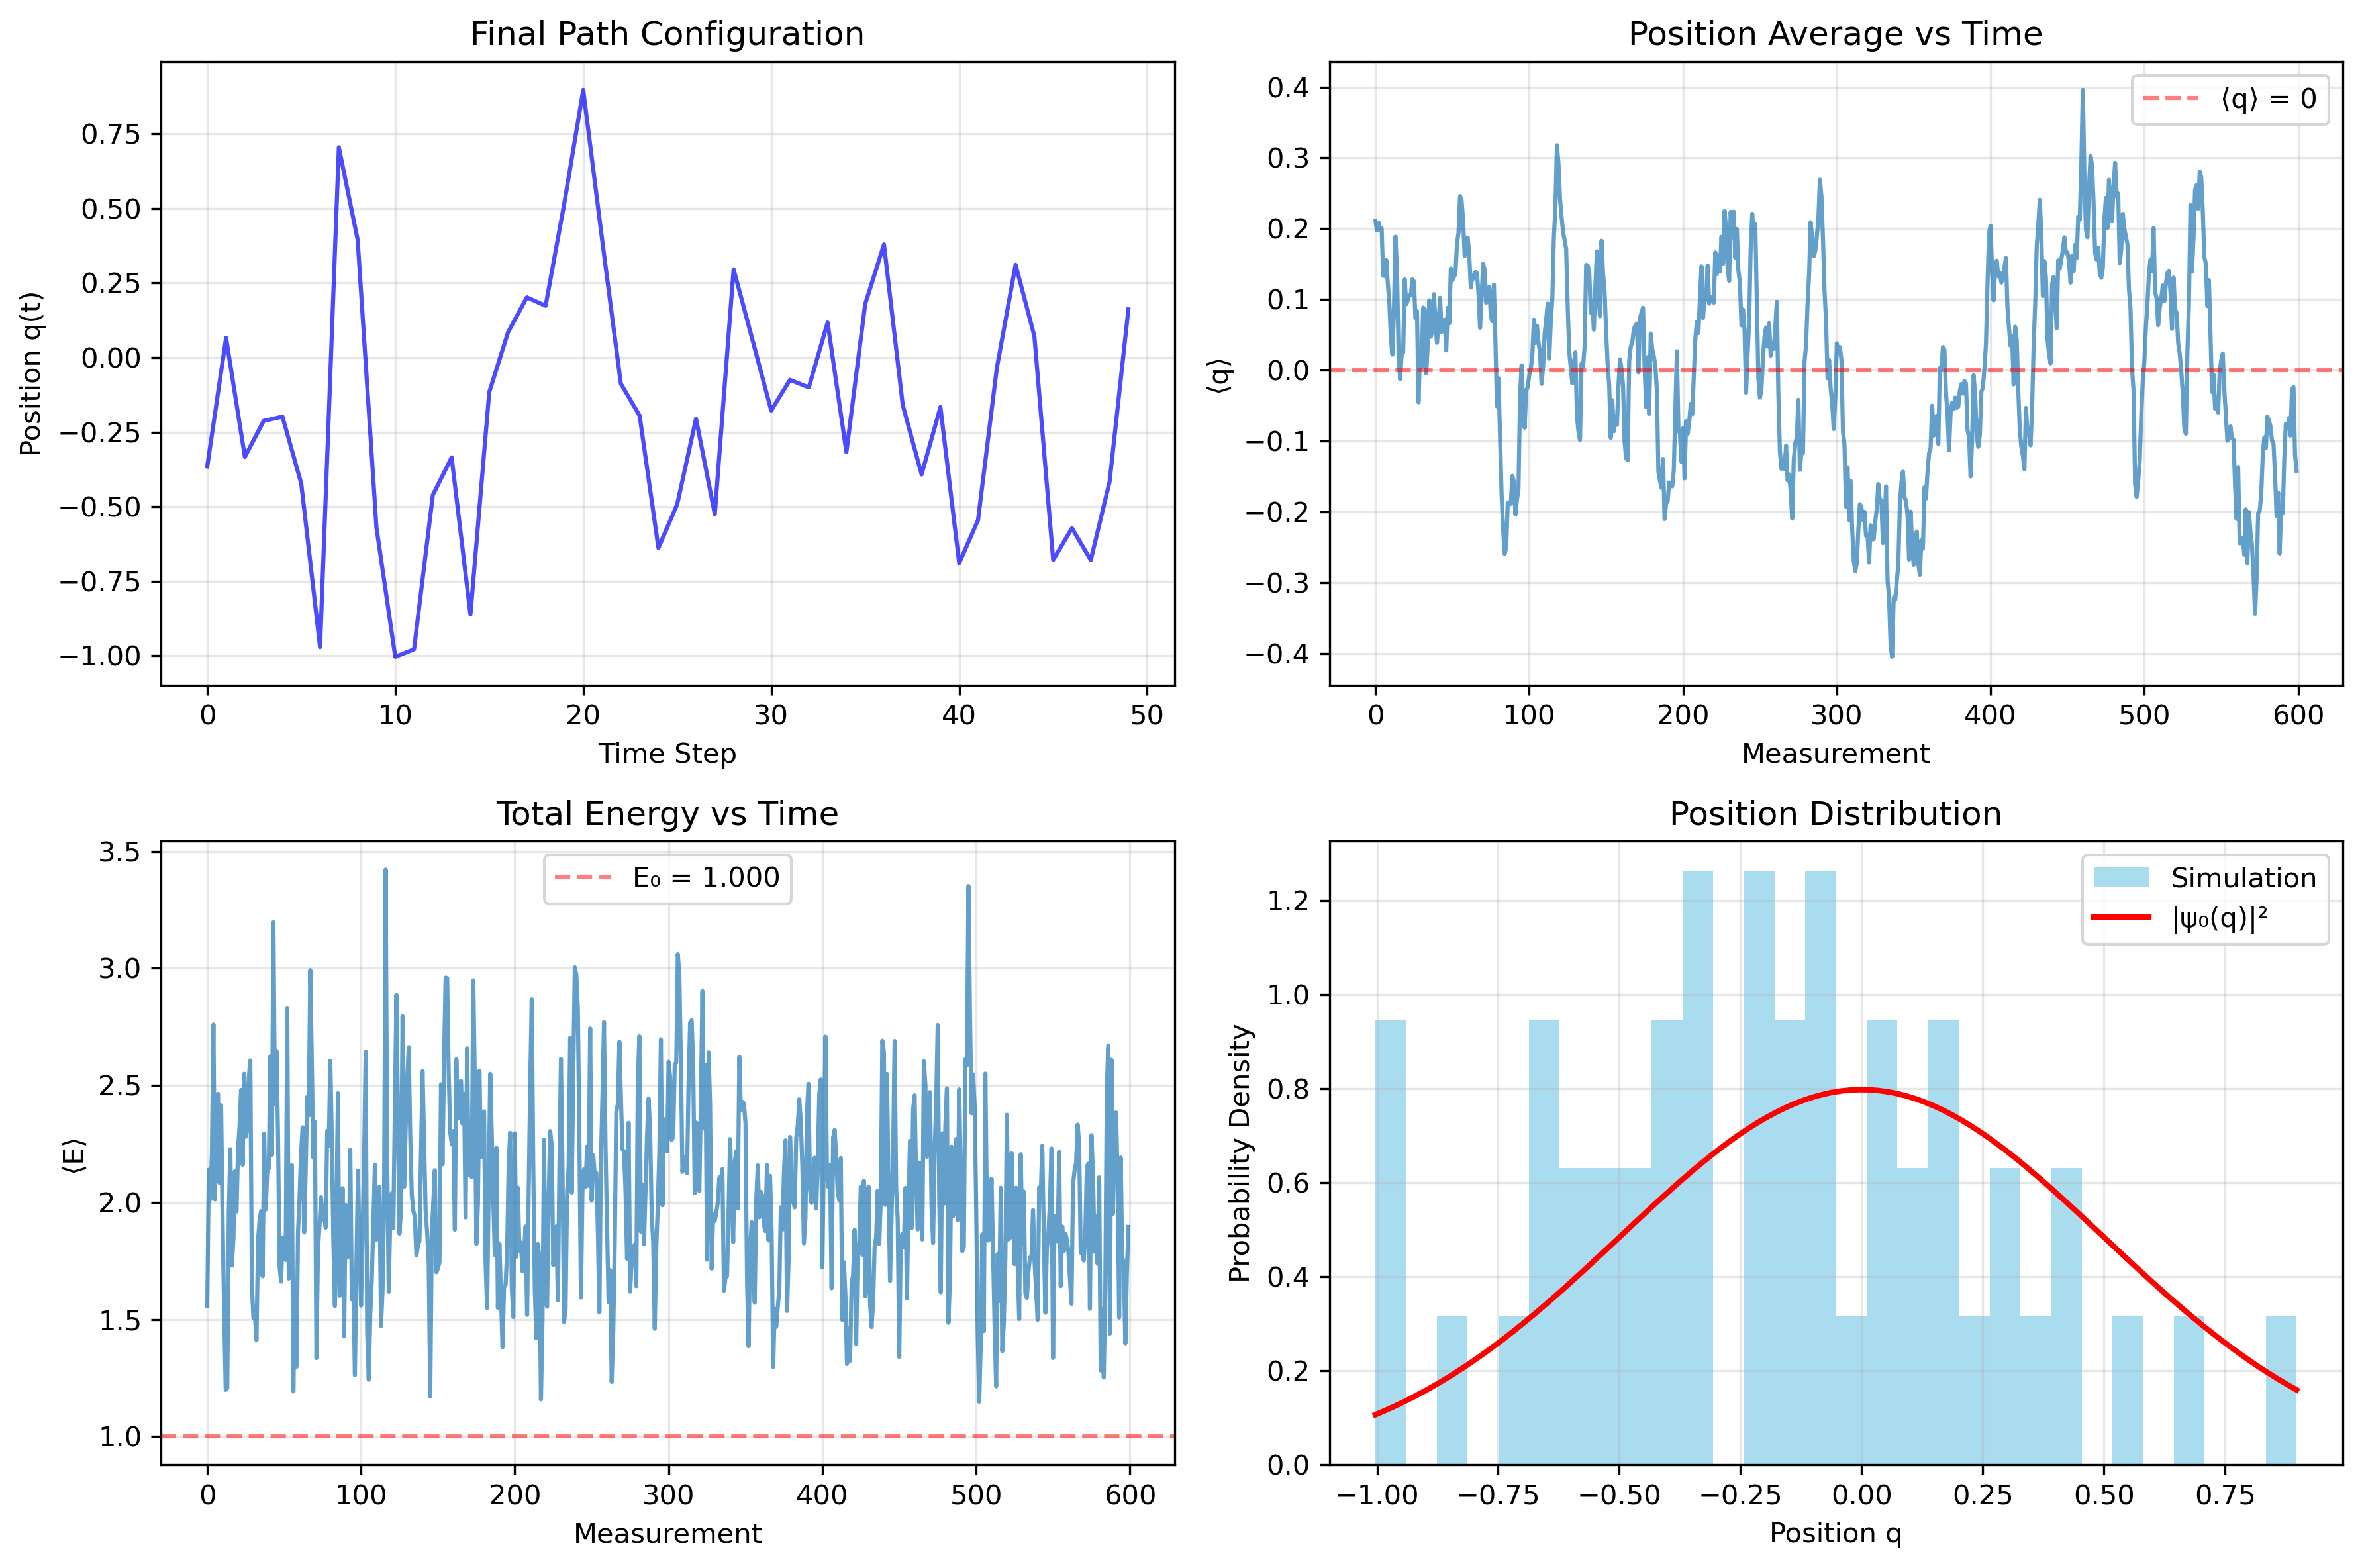 Final Path Configuration
Position q(t)
0.75
0.50
0.25
0.00
−0.25
−0.50
−0.75
−1.00
0 10 20 30 40 50
Time Step
Position Average vs Time
⟨q⟩ = 0
⟨q⟩
0.4
0.3
0.2
0.1
0.0
−0.1
−0.2
−0.3
−0.4
0 100 200 300 400 500 600
Measurement
Total Energy vs Time
E₀ = 1.000
⟨E⟩
3.5
3.0
2.5
2.0
1.5
1.0
0 100 200 300 400 500 600
Measurement
Position Distribution
Simulation
|ψ₀(q)|²
Probability Density
1.2
1.0
0.8
0.6
0.4
0.2
0.0
−1.00 −0.75 −0.50 −0.25 0.00 0.25 0.50 0.75
Position q